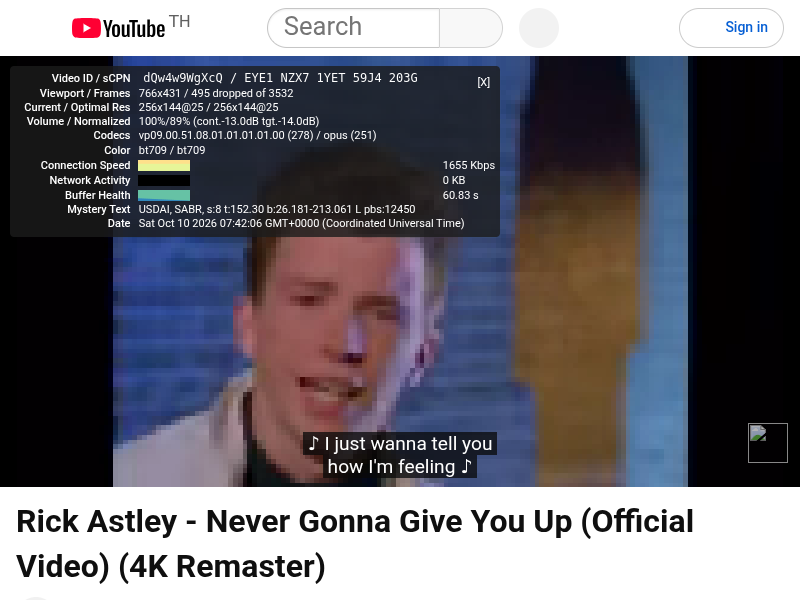 YouTube TH
Search
Sign in
Video ID / sCPN dQw4w9WgXcQ / EYE1 NZX7 1YET 59J4 203G
[X]
Viewport / Frames 766x431 / 495 dropped of 3532
Current / Optimal Res 256x144@25 / 256x144@25
Volume / Normalized 100%/89% (cont.-13.0dB tgt.-14.0dB)
Codecs vp09.00.51.08.01.01.01.01.00 (278) / opus (251)
Color bt709 / bt709
Connection Speed 1655 Kbps
Network Activity 0 KB
Buffer Health 60.83 s
Mystery Text USDAI, SABR, s:8 t:152.30 b:26.181-213.061 L pbs:12450
Date Sat Oct 10 2026 07:42:06 GMT+0000 (Coordinated Universal Time)
♪ I just wanna tell you
how I'm feeling ♪
Rick Astley - Never Gonna Give You Up (Official
Video) (4K Remaster)